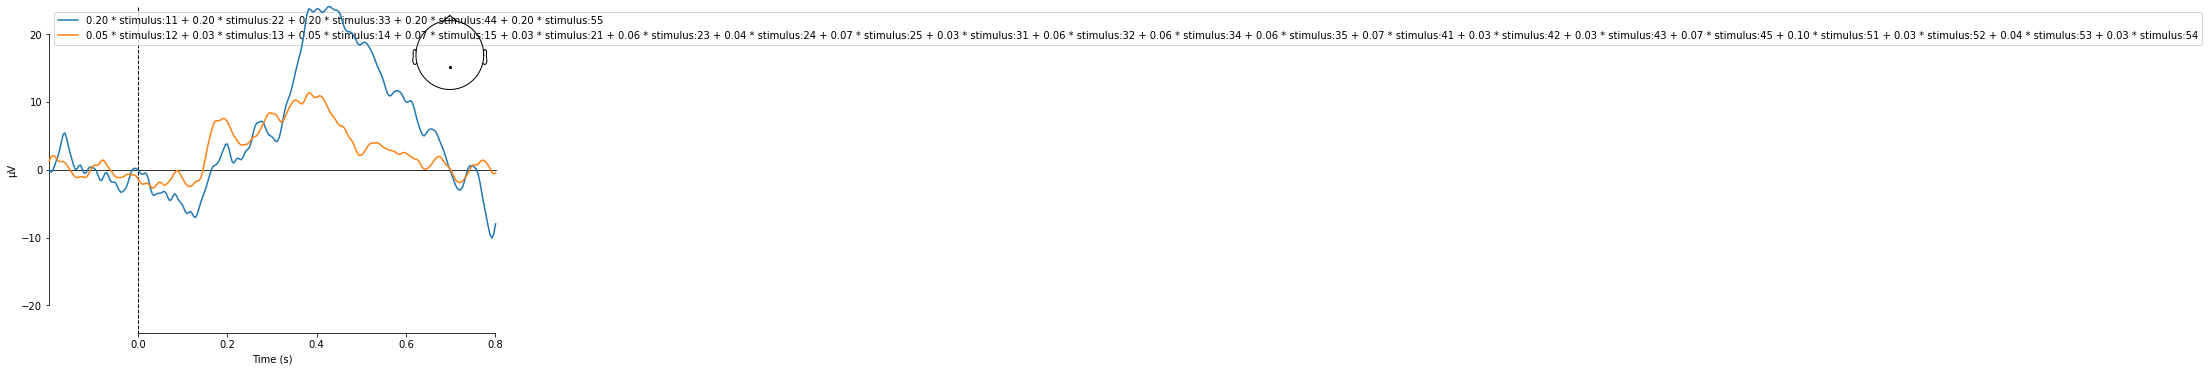 0.20 * stimulus:11 + 0.20 * stimulus:22 + 0.20 * stimulus:33 + 0.20 * stimulus:44 + 0.20 * stimulus:55
0.05 * stimulus:12 + 0.03 * stimulus:13 + 0.05 * stimulus:14 + 0.07 * stimulus:15 + 0.03 * stimulus:21 + 0.06 * stimulus:23 + 0.04 * stimulus:24 + 0.07 * stimulus:25 + 0.03 * stimulus:31 + 0.06 * stimulus:32 + 0.06 * stimulus:34 + 0.06 * stimulus:35 + 0.07 * stimulus:41 + 0.03 * stimulus:42 + 0.03 * stimulus:43 + 0.07 * stimulus:45 + 0.10 * stimulus:51 + 0.03 * stimulus:52 + 0.04 * stimulus:53 + 0.03 * stimulus:54
20
10
0
−10
−20
µV
0.0 0.2 0.4 0.6 0.8
Time (s)